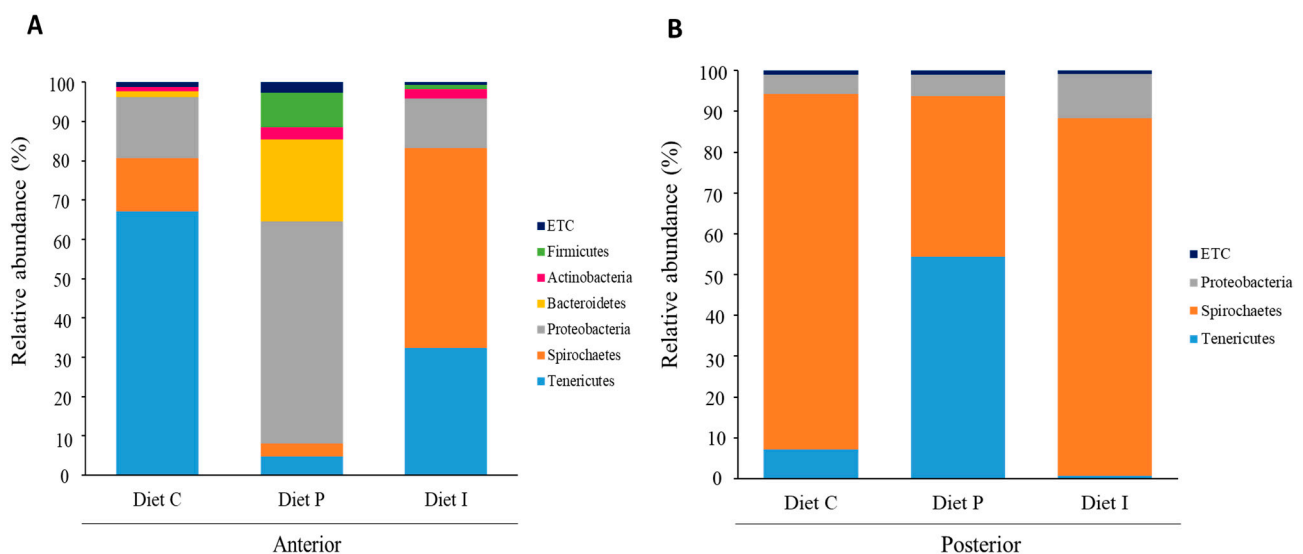 A
Relative abundance (%)
100
90
80
70
60
50
40
30
20
10
0
Diet C
Diet P
Diet I
Anterior
ETC
Firmicutes
Actinobacteria
Bacteroidetes
Proteobacteria
Spirochaetes
Tenericutes
B
Relative abundance (%)
100
90
80
70
60
50
40
30
20
10
0
Diet C
Diet P
Diet I
Posterior
ETC
Proteobacteria
Spirochaetes
Tenericutes